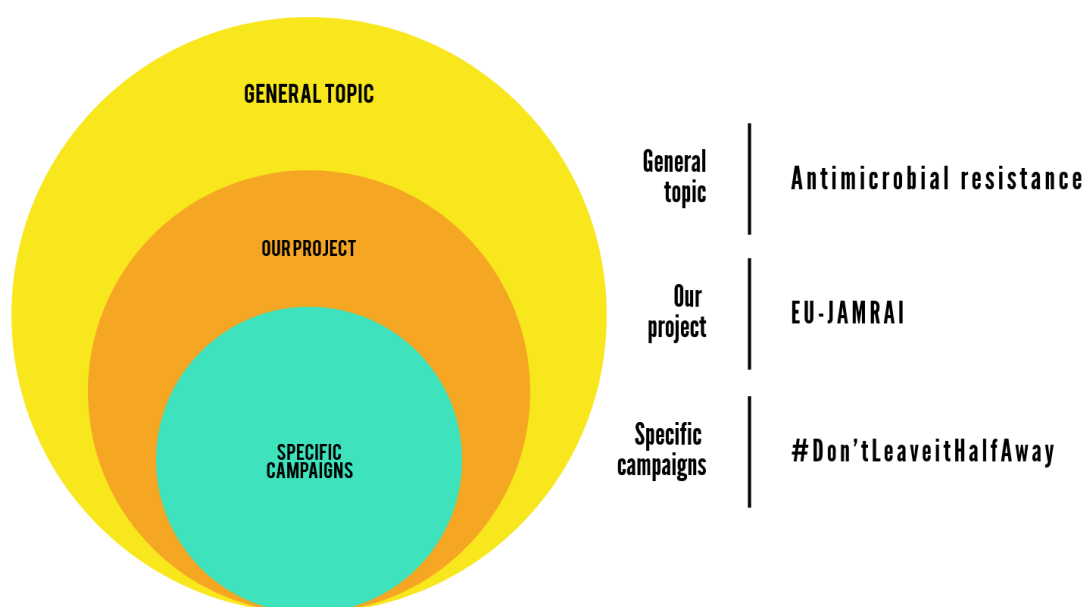 GENERAL TOPIC
OUR PROJECT
SPECIFIC
CAMPAIGNS
General
topic
Antimicrobial resistance
Our
project
EU-JAMRAI
Specific
campaigns
#Don'tLeaveitHalfAway